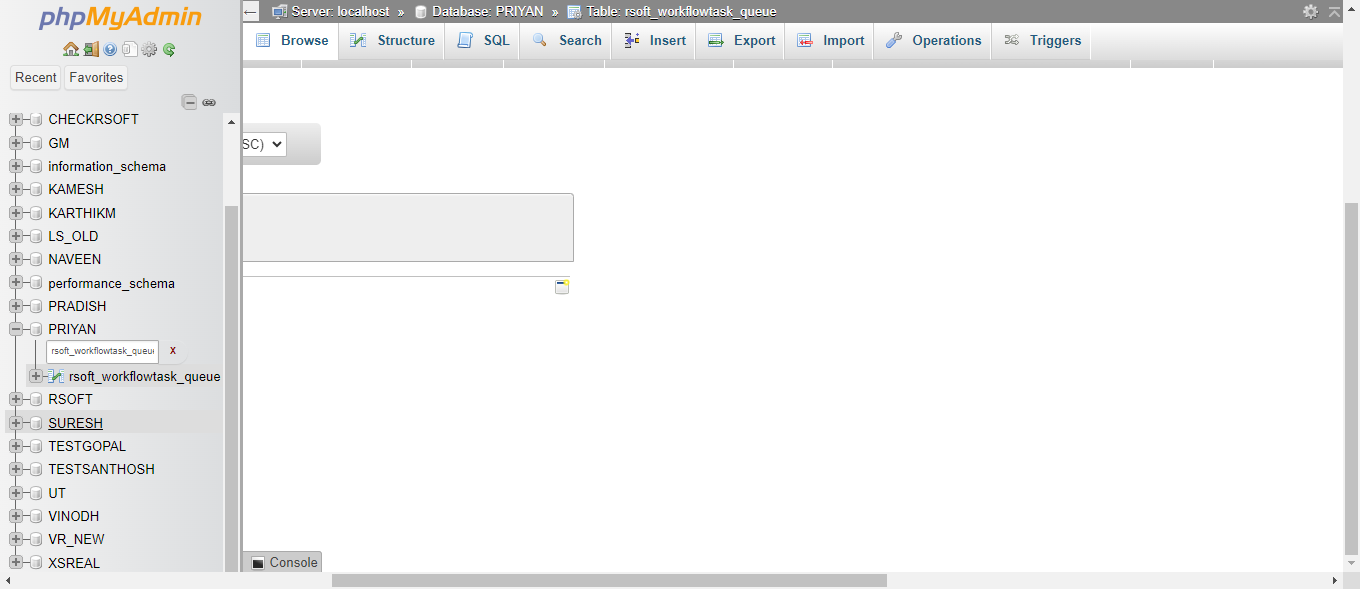 phpMyAdmin
Recent
Favorites
CHECKRSOFT
GM
information_schema
KAMESH
KARTHIKM
LS_OLD
NAVEEN
performance_schema
PRADISH
PRIYAN
rsoft_workflowtask_queu
x
rsoft_workflowtask_queue
RSOFT
SURESH
TESTGOPAL
TESTSANTHOSH
UT
VINODH
VR_NEW
XSREAL
Server: localhost » Database: PRIYAN » Table: rsoft_workflowtask_queue
Browse Structure SQL Search Insert Export Import Operations Triggers
SC)
Console